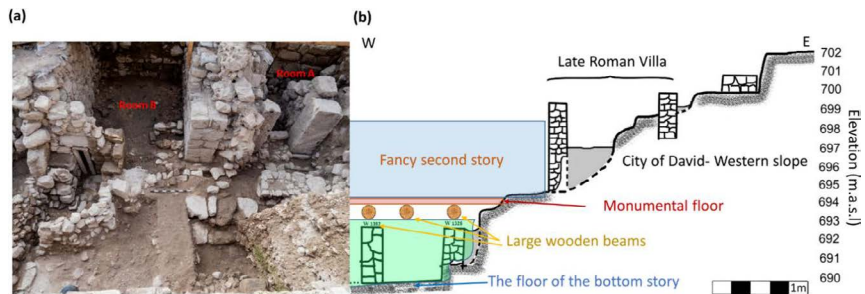 (a)
Room B
Room A
(b)
W
E
Late Roman Villa
702
701
700
699
698
697
696
695
694
693
692
691
690
Elevation (m.a.s.l)
Fancy second story
City of David- Western slope
Monumental floor
W 1328
Large wooden beams
The floor of the bottom story
1m